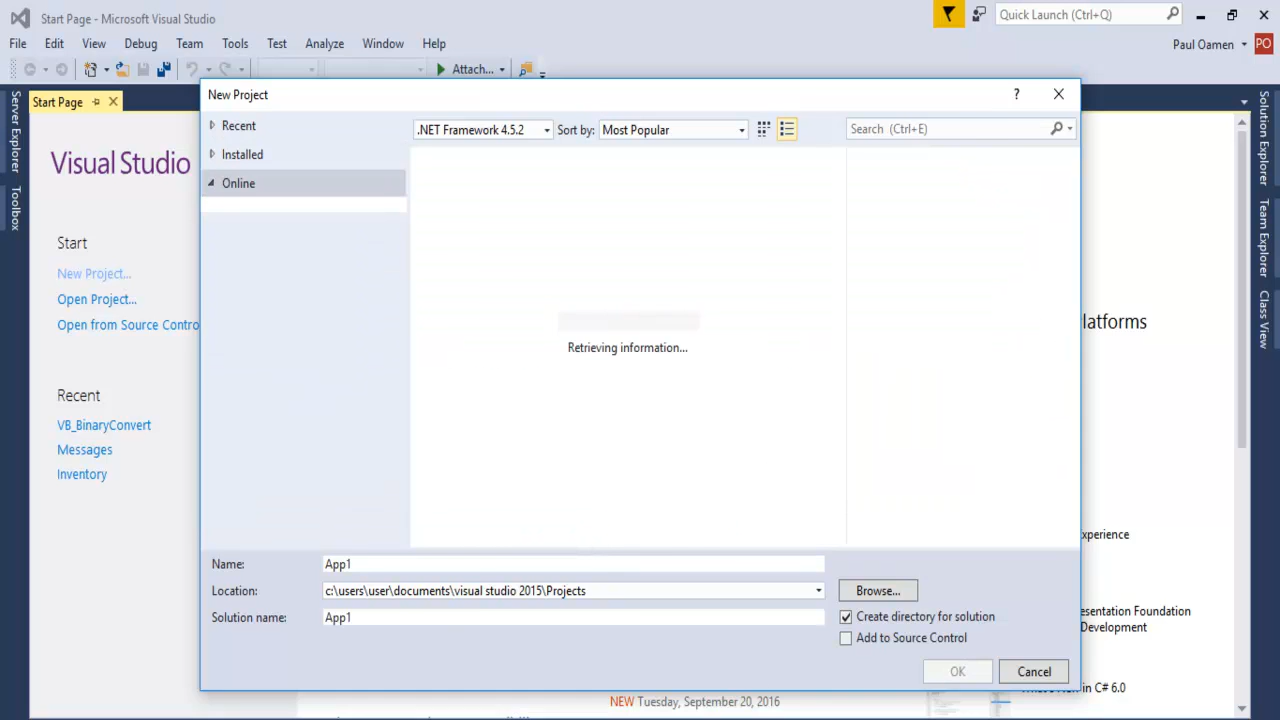 Start Page - Microsoft Visual Studio
Quick Launch (Ctrl+Q)
File Edit View Debug Team Tools Test Analyze Window Help
Paul Oamen PO
Attach...
Server Explorer
Toolbox
Start Page
Visual Studio
Start
New Project...
Open Project...
Open from Source Contro
Recent
VB_BinaryConvert
Messages
Inventory
New Project
?
Recent
Installed
Online
.NET Framework 4.5.2 Sort by: Most Popular
Search (Ctrl+E)
Retrieving information...
Name: App1
Location: c:\users\user\documents\visual studio 2015\Projects
Browse...
Solution name: App1
Create directory for solution
Add to Source Control
OK Cancel
latforms
xperience
esentation Foundation
Development
in C# 6.0
NEW Tuesday, September 20, 2016
Solution Explorer
Team Explorer
Class View